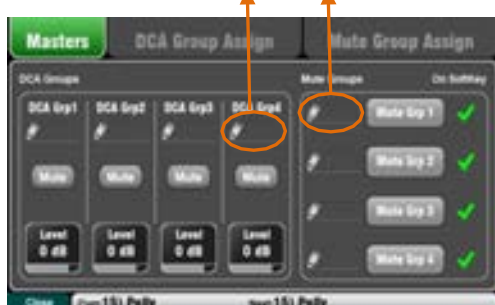 Masters DCA Group Assign Mute Group Assign
DCA Groups Mute Groups On SoftKey
DCA Grp1 DCA Grp2 DCA Grp3 DCA Grp4
Mute Grp 1
Mute Mute Mute Mute
Mute Grp 2
Mute Grp 3
Level Level Level Level
0 dB 0 dB 0 dB 0 dB
Mute Grp 4
Close